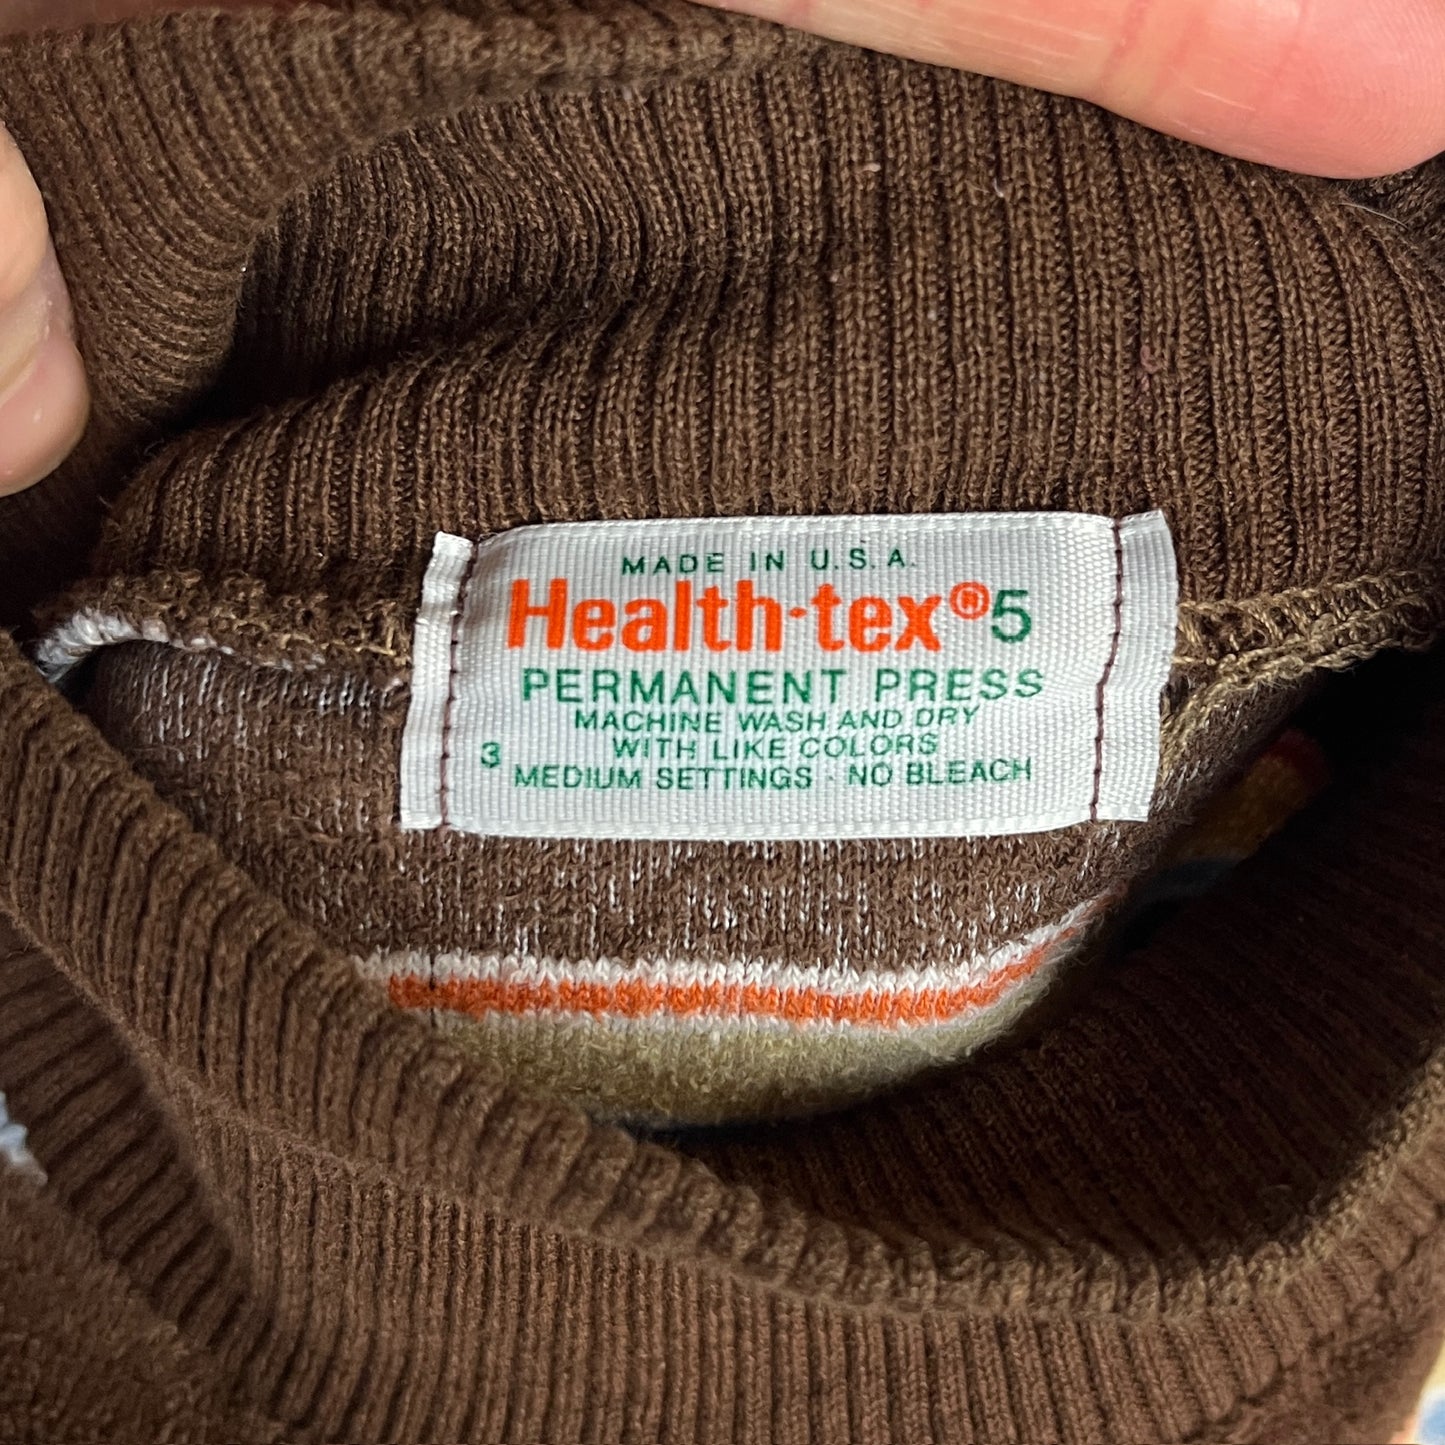 MADE IN U.S.A.
Health-tex® 5
PERMANENT PRESS
MACHINE WASH AND DRY
WITH LIKE COLORS
3 MEDIUM SETTINGS · NO BLEACH